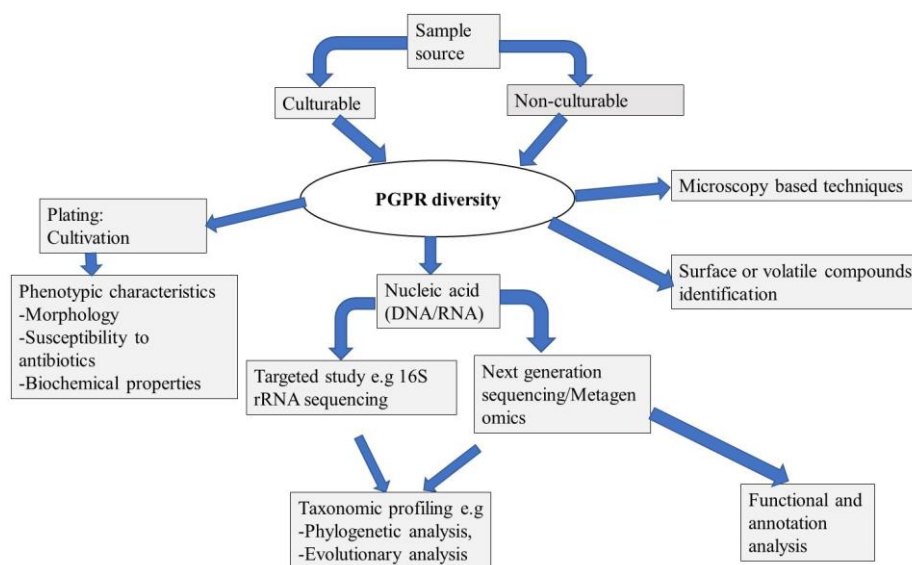 Sample
source
Culturable
Non-culturable
PGPR diversity
Microscopy based techniques
Plating:
Cultivation
Surface or volatile compounds
identification
Phenotypic characteristics
-Morphology
-Susceptibility to
antibiotics
-Biochemical properties
Nucleic acid
(DNA/RNA)
Targeted study e.g 16S
rRNA sequencing
Next generation
sequencing/Metagen
omics
Taxonomic profiling e.g
-Phylogenetic analysis,
-Evolutionary analysis
Functional and
annotation
analysis